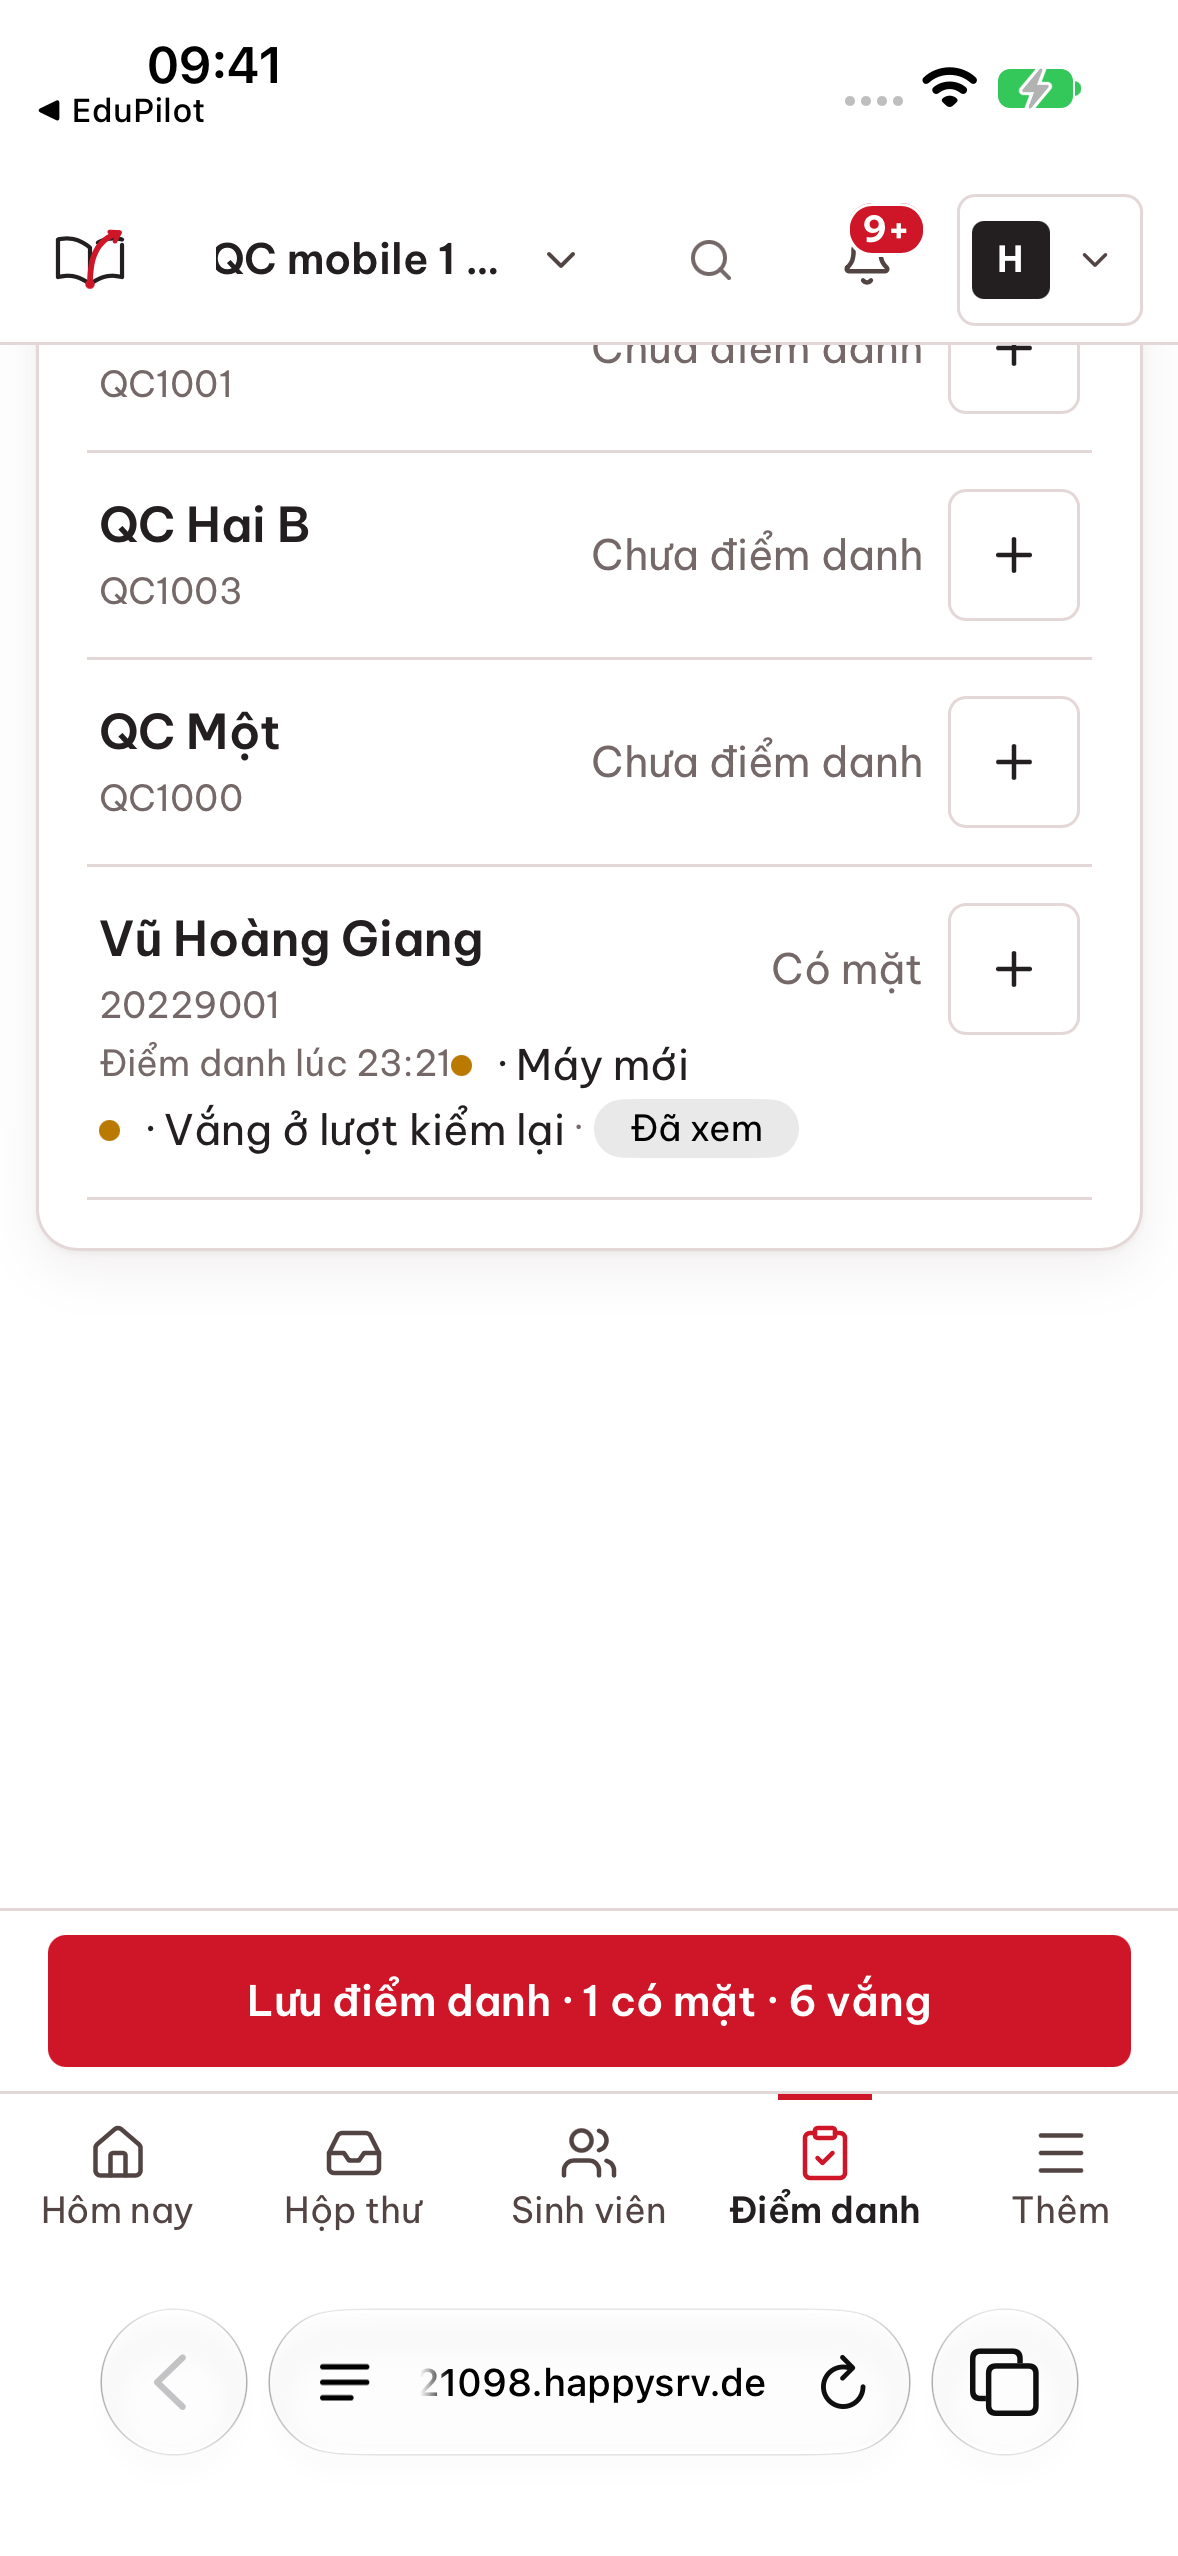 09:41
EduPilot
QC mobile 1 ...
9+
H
Chưa điểm danh
QC1001
QC Hai B
Chưa điểm danh
QC1003
QC Một
Chưa điểm danh
QC1000
Vũ Hoàng Giang
Có mặt
20229001
Điểm danh lúc 23:21 · Máy mới
· Vắng ở lượt kiểm lại · Đã xem
Lưu điểm danh · 1 có mặt · 6 vắng
Hôm nay
Hộp thư
Sinh viên
Điểm danh
Thêm
21098.happysrv.de